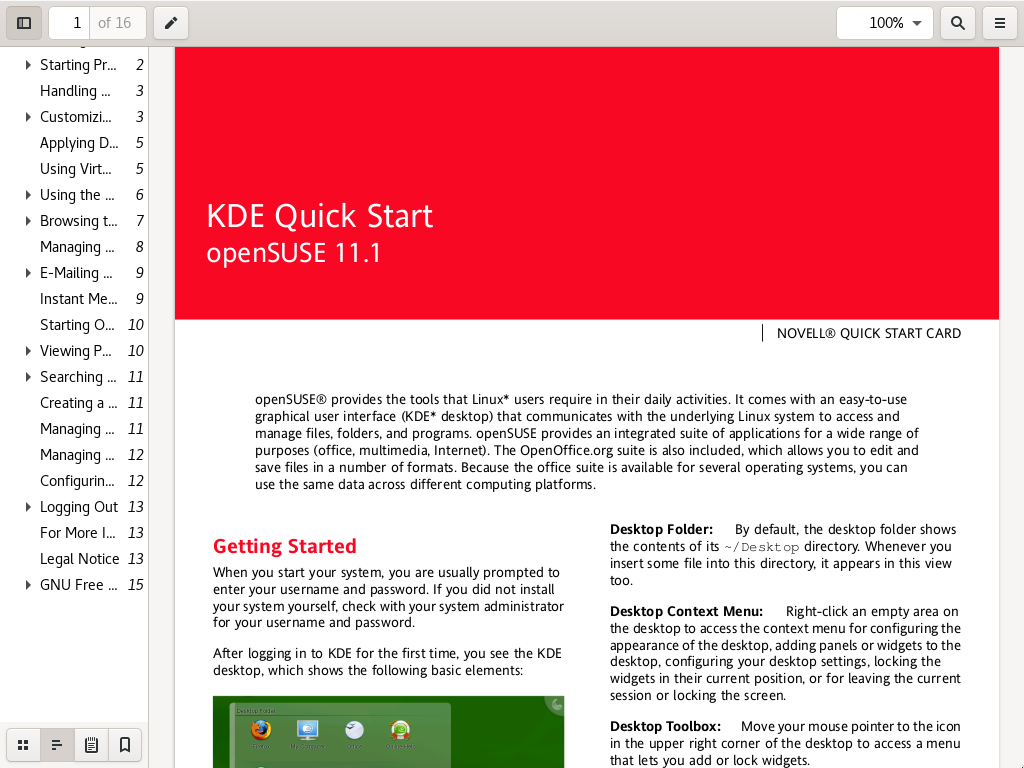 1 of 16
100%
Starting Pr... 2
Handling ... 3
Customizi... 3
Applying D... 5
Using Virt... 5
Using the ... 6
Browsing t... 7
Managing ... 8
E-Mailing ... 9
Instant Me... 9
Starting O... 10
Viewing P... 10
Searching ... 11
Creating a ... 11
Managing ... 11
Managing ... 12
Configurin... 12
Logging Out 13
For More I... 13
Legal Notice 13
GNU Free ... 15
KDE Quick Start
openSUSE 11.1
NOVELL® QUICK START CARD
openSUSE® provides the tools that Linux* users require in their daily activities. It comes with an easy-to-use
graphical user interface (KDE* desktop) that communicates with the underlying Linux system to access and
manage files, folders, and programs. openSUSE provides an integrated suite of applications for a wide range of
purposes (office, multimedia, Internet). The OpenOffice.org suite is also included, which allows you to edit and
save files in a number of formats. Because the office suite is available for several operating systems, you can
use the same data across different computing platforms.
Getting Started
When you start your system, you are usually prompted to
enter your username and password. If you did not install
your system yourself, check with your system administrator
for your username and password.
After logging in to KDE for the first time, you see the KDE
desktop, which shows the following basic elements:
Desktop Folder
Firefox
My Computer
Office
Desktop Folder: By default, the desktop folder shows
the contents of its ~/Desktop directory. Whenever you
insert some file into this directory, it appears in this view
too.
Desktop Context Menu: Right-click an empty area on
the desktop to access the context menu for configuring the
appearance of the desktop, adding panels or widgets to the
desktop, configuring your desktop settings, locking the
widgets in their current position, or for leaving the current
session or locking the screen.
Desktop Toolbox: Move your mouse pointer to the icon
in the upper right corner of the desktop to access a menu
that lets you add or lock widgets.